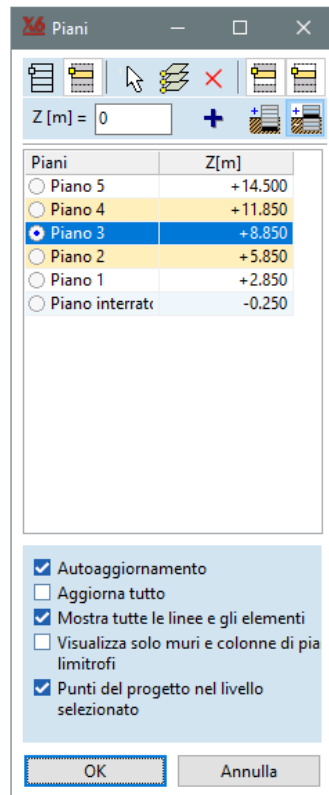 X6 Piani
Z [m] = 0
Piani Z[m]
Piano 5 +14.500
Piano 4 +11.850
Piano 3 +8.850
Piano 2 +5.850
Piano 1 +2.850
Piano interrato -0.250
Autoaggiornamento
Aggiorna tutto
Mostra tutte le linee e gli elementi
Visualizza solo muri e colonne di pia
limitrofi
Punti del progetto nel livello
selezionato
OK Annulla